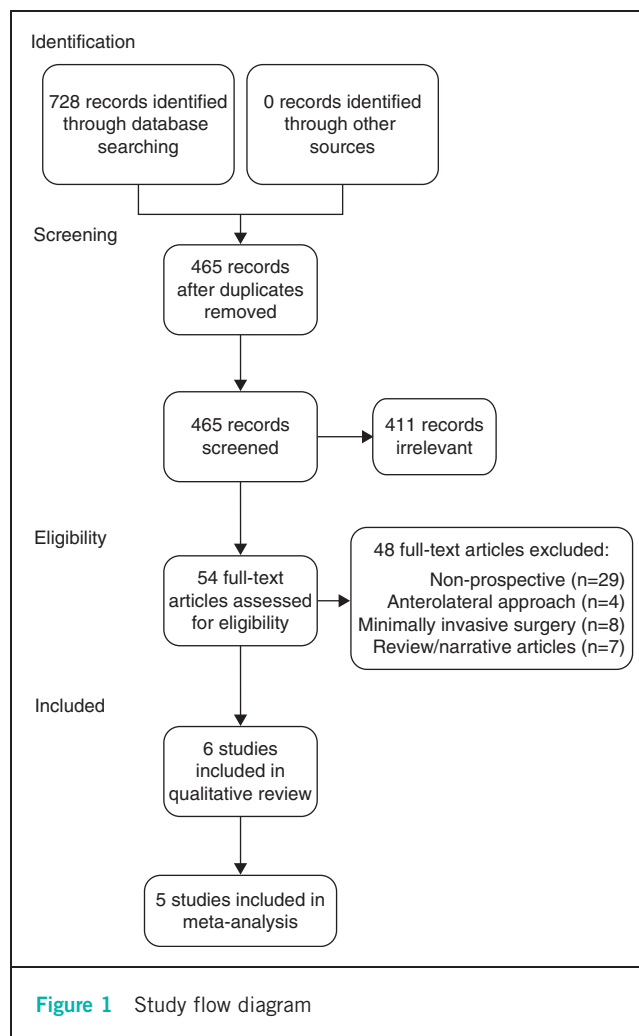 Identification
728 records identified
through database
searching
0 records identified
through other
sources
Screening
465 records
after duplicates
removed
465 records
screened
411 records
irrelevant
Eligibility
54 full-text
articles assessed
for eligibility
48 full-text articles excluded:
Non-prospective (n=29)
Anterolateral approach (n=4)
Minimally invasive surgery (n=8)
Review/narrative articles (n=7)
Included
6 studies
included in
qualitative review
5 studies included in
meta-analysis
Figure 1 Study flow diagram